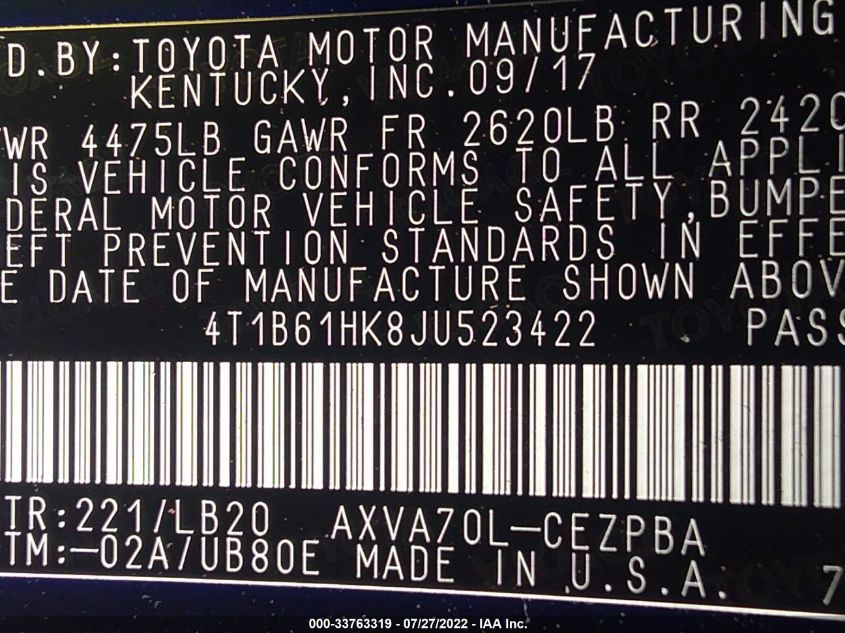 D.BY:TOYOTA MOTOR MANUFACTURING
KENTUCKY,INC.09/17
WR 4475LB GAWR FR 2620LB RR 2420
IS VEHICLE CONFORMS TO ALL APPLI
DERAL MOTOR VEHICLE SAFETY,BUMPE
EFT PREVENTION STANDARDS IN EFFE
E DATE OF MANUFACTURE SHOWN ABOV
4T1B61HK8JU523422 PASS
TR:221/LB20 AXVA70L-CEZPBA
TM:-02A/UB80E MADE IN U.S.A. 7
000-33763319 / 07/27/2022 - IAA Inc.